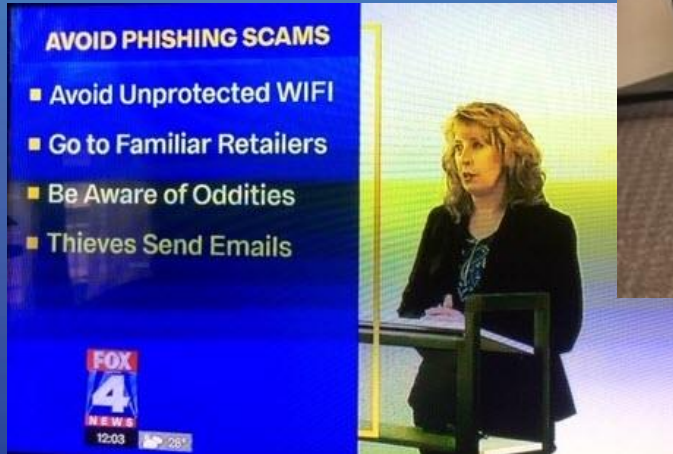 AVOID PHISHING SCAMS
Avoid Unprotected WIFI
Go to Familiar Retailers
Be Aware of Oddities
Thieves Send Emails
FOX
4
NEWS
12:03 28°